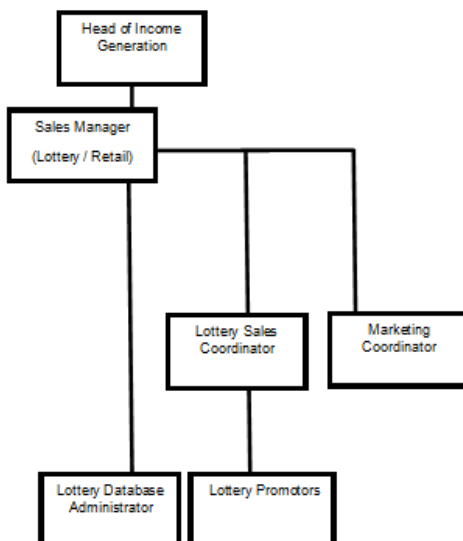 Head of Income
Generation
Sales Manager
(Lottery / Retail)
Lottery Sales
Coordinator
Marketing
Coordinator
Lottery Database
Administrator
Lottery Promotors